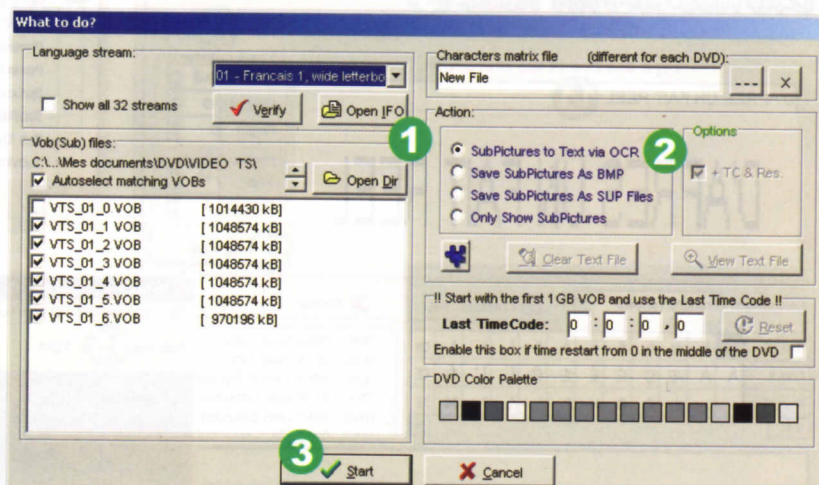 What to do?
Language stream:
01 - Francais 1, wide letterbo
Show all 32 streams
Verify
Open IFO
1
Vob(Sub) files:
C:\...\Mes documents\DVD\VIDEO_TS\
Autoselect matching VOBs
Open Dir
VTS_01_0.VOB [ 1014430 kB]
VTS_01_1.VOB [ 1048574 kB]
VTS_01_2.VOB [ 1048574 kB]
VTS_01_3.VOB [ 1048574 kB]
VTS_01_4.VOB [ 1048574 kB]
VTS_01_5.VOB [ 1048574 kB]
VTS_01_6.VOB [ 970196 kB]
Characters matrix file (different for each DVD):
New File
--- X
Action:
SubPictures to Text via OCR
2
Save SubPictures As BMP
Save SubPictures As SUP Files
Only Show SubPictures
Options
+ TC & Res.
Clear Text File
View Text File
!! Start with the first 1GB VOB and use the Last Time Code !!
Last TimeCode: 0 : 0 : 0 , 0
Reset
Enable this box if time restart from 0 in the middle of the DVD
DVD Color Palette
3
Start
Cancel